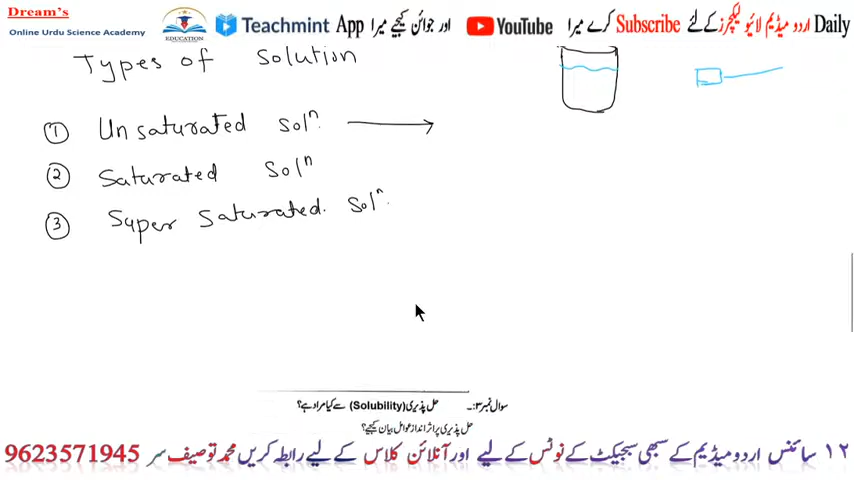 Dream's
Online Urdu Science Academy
EDUCATION
Teachmint App اور جوائن کیجیے میرا
YouTube
اردو میڈیم لائیو لیکچرز کے لئے Subscribe کرے میرا Daily
Types of Solution
① Unsaturated Solⁿ.
② Saturated Solⁿ
③ Super Saturated. Solⁿ.
سوال نمبر ۳:۔ حل پذیری (Solubility) سے کیا مراد ہے؟
حل پذیری پر اثر انداز عوامل بیان کیجیے؟
۱۲ سائنس اردو میڈیم کے سبھی سبجیکٹ کے نوٹس کے لیے اور آنلائن کلاس کے لیے رابطہ کریں محمد توصیف سر 9623571945